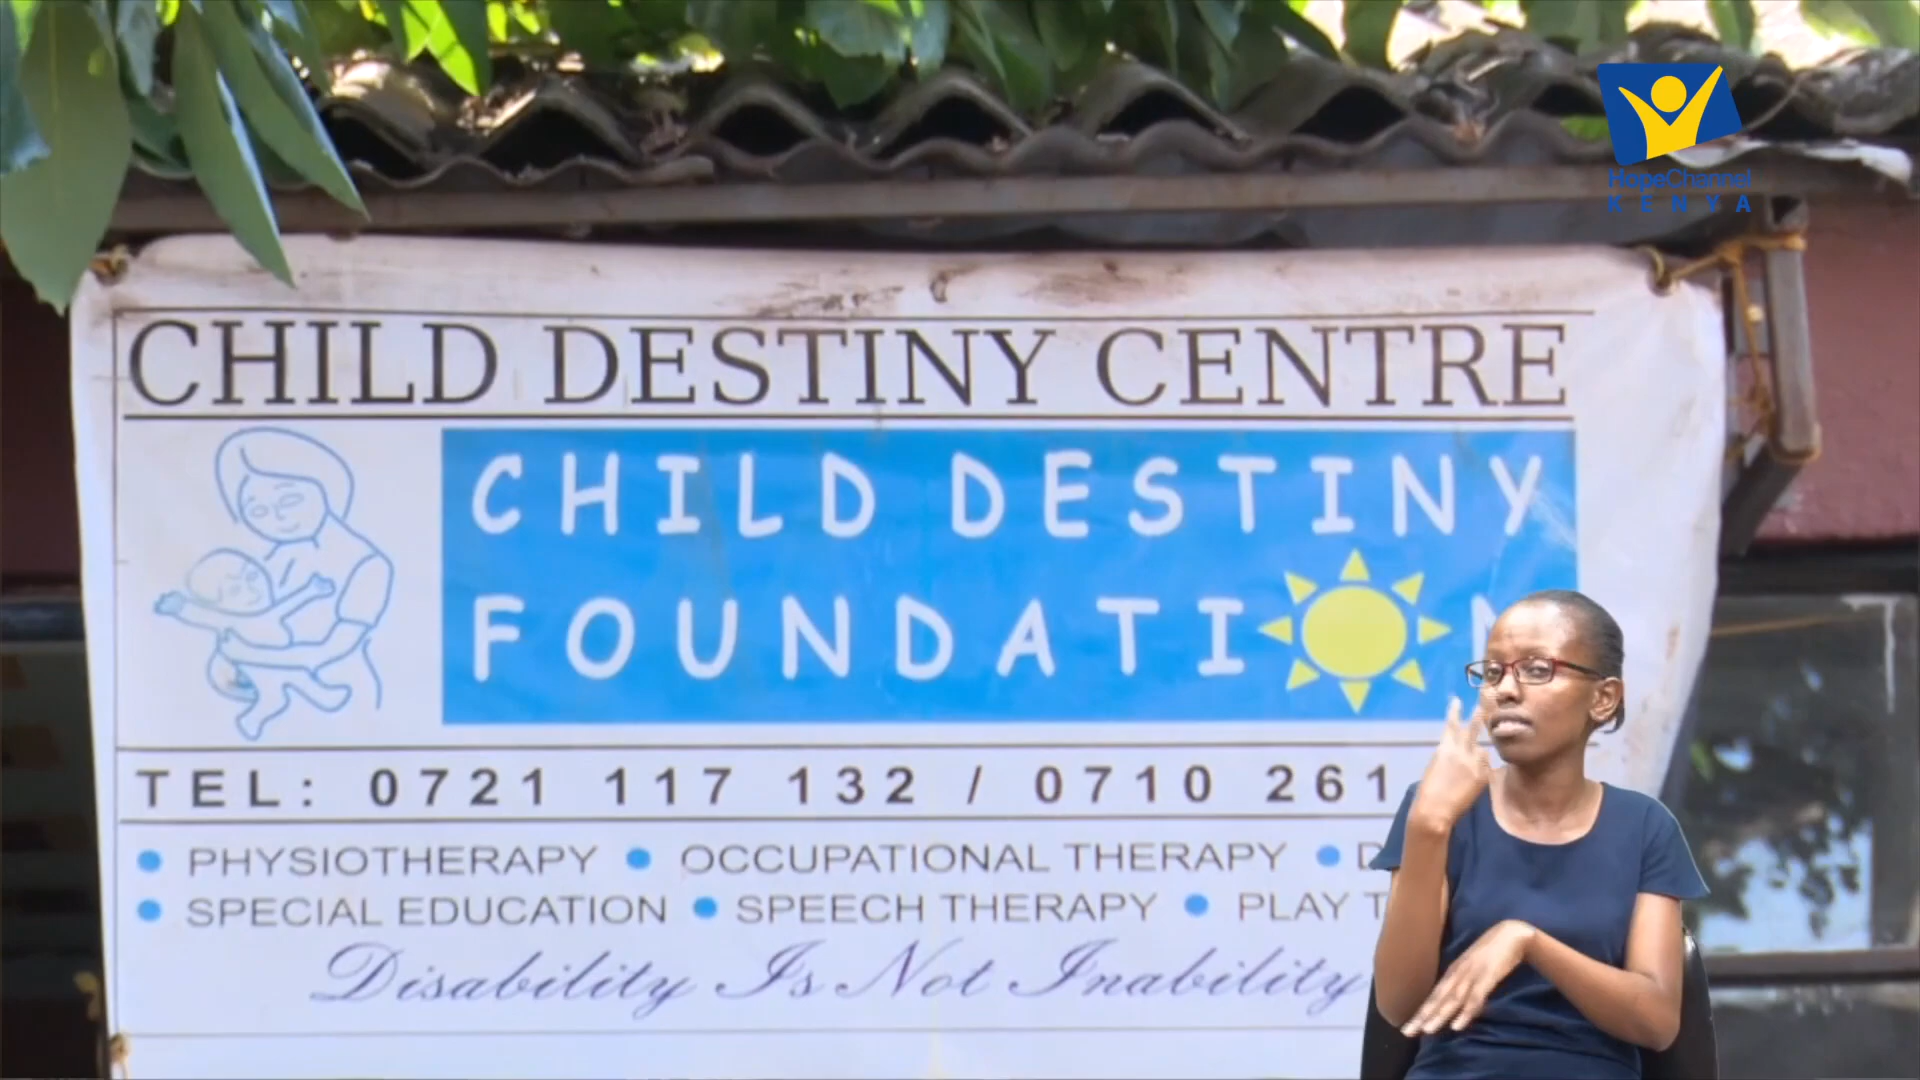 HopeChannel
KENYA
CHILD DESTINY CENTRE
CHILD DESTINY
FOUNDATION
TEL: 0721 117 132 / 0710 261
• PHYSIOTHERAPY • OCCUPATIONAL THERAPY •
• SPECIAL EDUCATION • SPEECH THERAPY • PLAY
Disability Is Not Inability